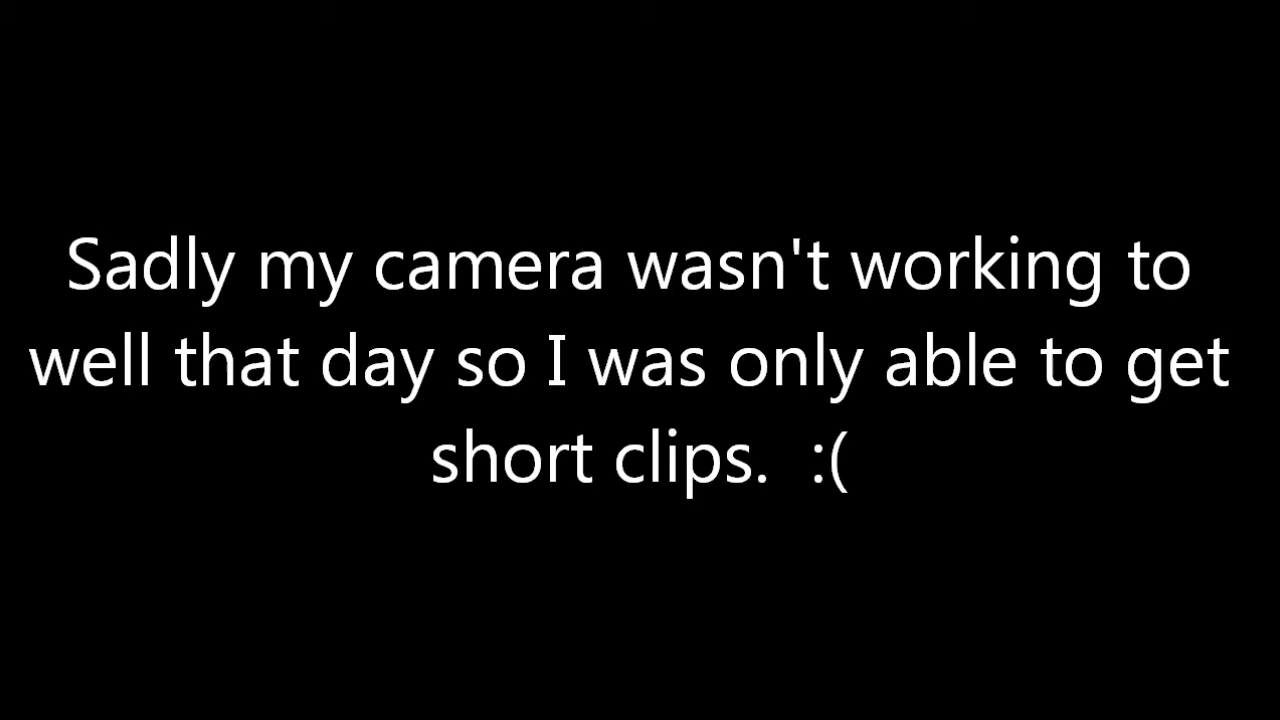 Sadly my camera wasn't working to
well that day so I was only able to get
short clips.  :(